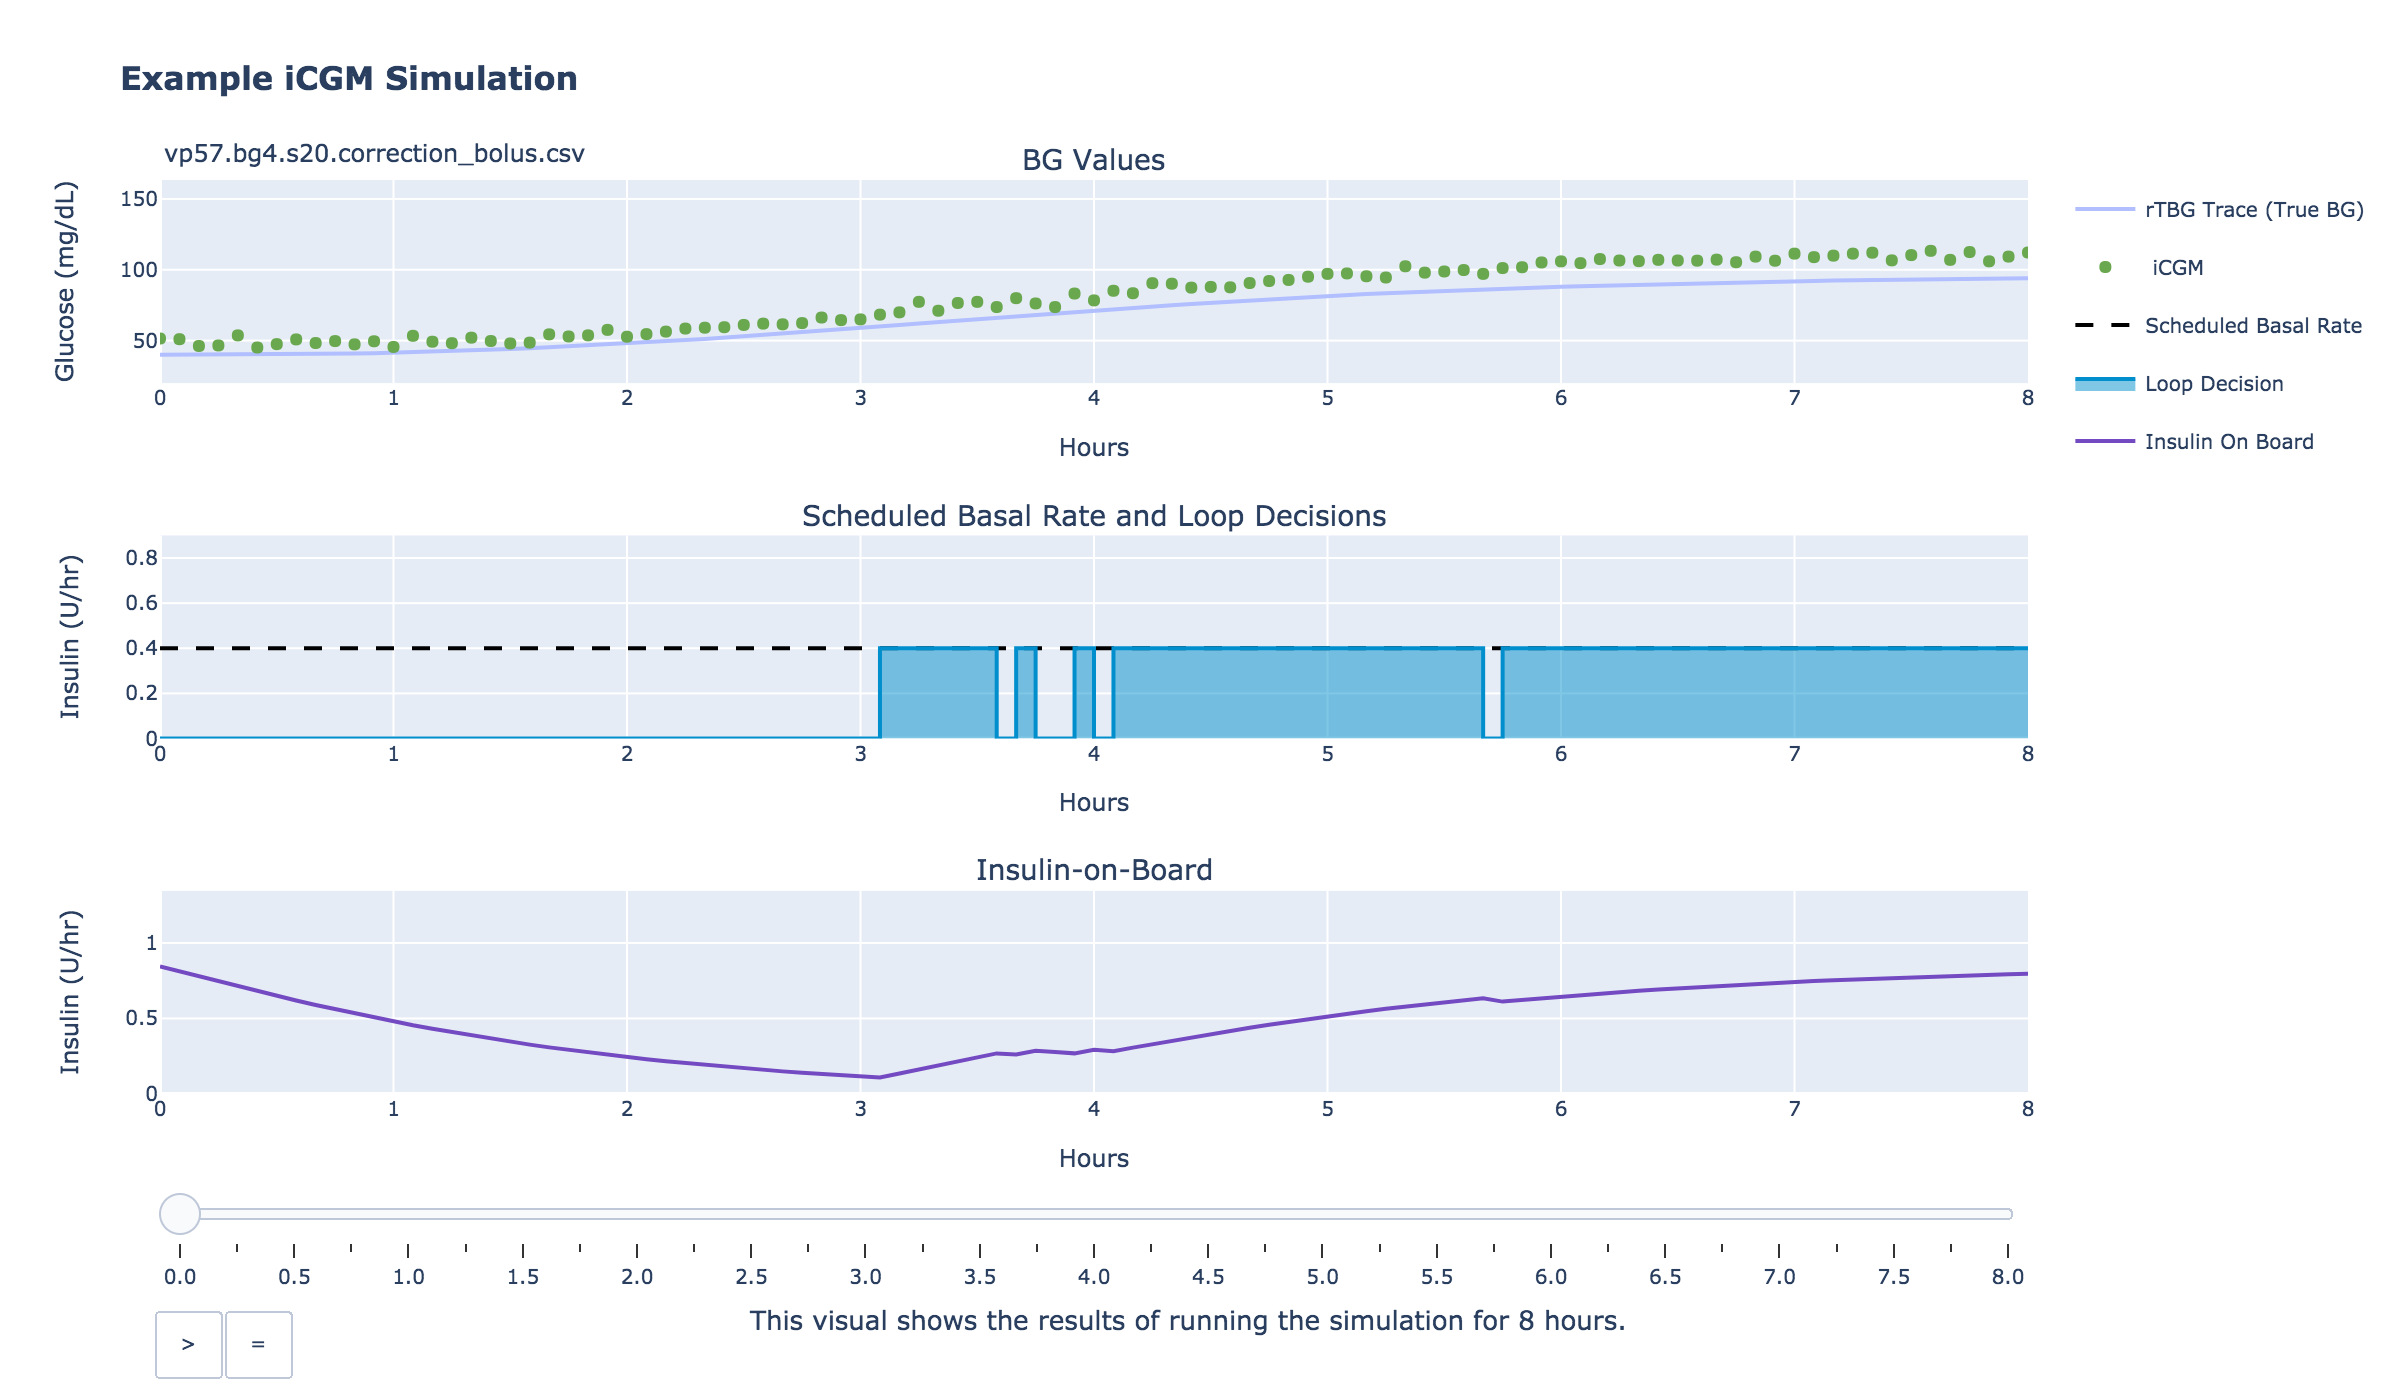 Example iCGM Simulation
vp57.bg4.s20.correction_bolus.csv
BG Values
Glucose (mg/dL)
150
100
50
0 1 2 3 4 5 6 7 8
Hours
rTBG Trace (True BG)
iCGM
Scheduled Basal Rate
Loop Decision
Insulin On Board
Scheduled Basal Rate and Loop Decisions
Insulin (U/hr)
0.8
0.6
0.4
0.2
0
0 1 2 3 4 5 6 7 8
Hours
Insulin-on-Board
Insulin (U/hr)
1
0.5
0
0 1 2 3 4 5 6 7 8
Hours
0.0 0.5 1.0 1.5 2.0 2.5 3.0 3.5 4.0 4.5 5.0 5.5 6.0 6.5 7.0 7.5 8.0
This visual shows the results of running the simulation for 8 hours.
> =